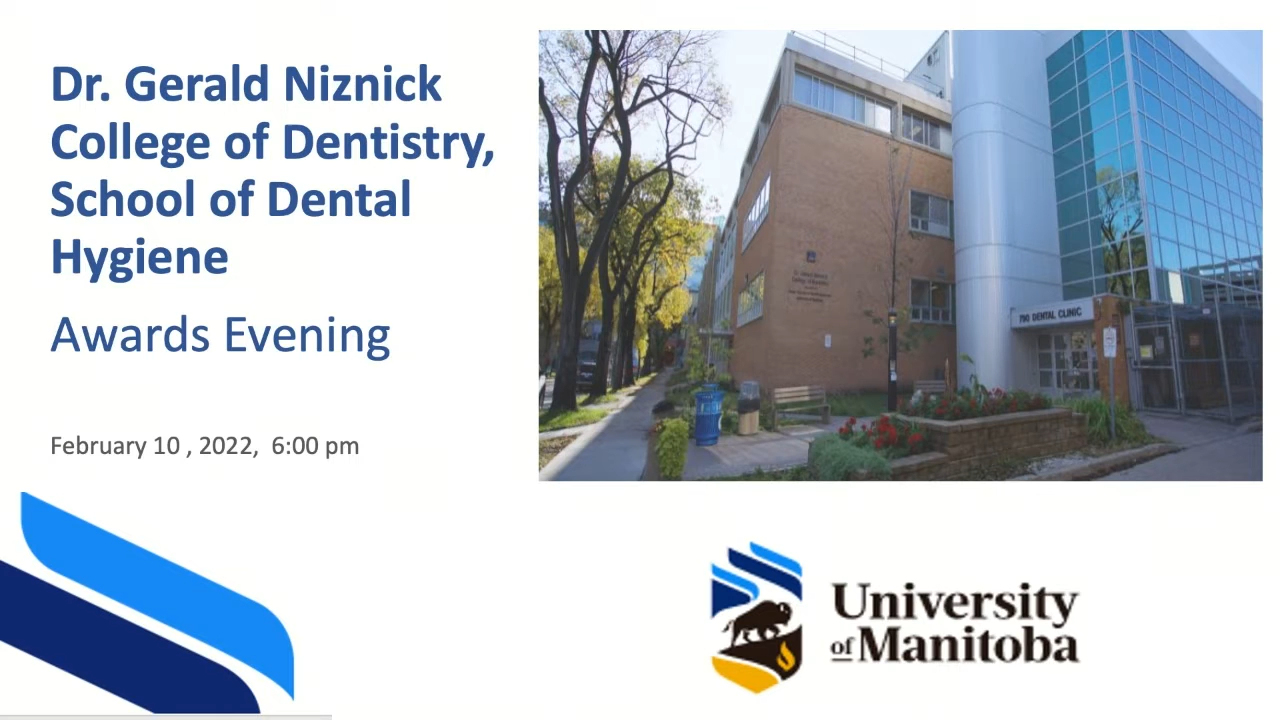 Dr. Gerald Niznick
College of Dentistry,
School of Dental
Hygiene
Awards Evening
February 10 , 2022,  6:00 pm
790 DENTAL CLINIC
University
of Manitoba